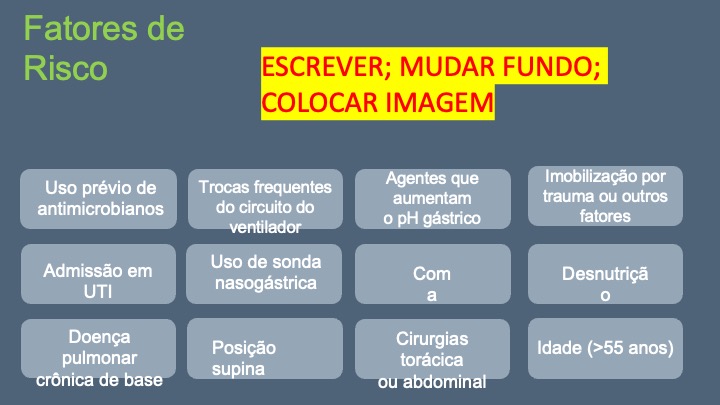 Fatores de
Risco
ESCREVER; MUDAR FUNDO;
COLOCAR IMAGEM
Uso prévio de
antimicrobianos
Trocas frequentes
do circuito do
ventilador
Agentes que
aumentam
o pH gástrico
Imobilização por
trauma ou outros
fatores
Admissão em
UTI
Uso de sonda
nasogástrica
Com
a
Desnutriçã
o
Doença
pulmonar
crônica de base
Posição
supina
Cirurgias
torácica
ou abdominal
Idade (>55 anos)